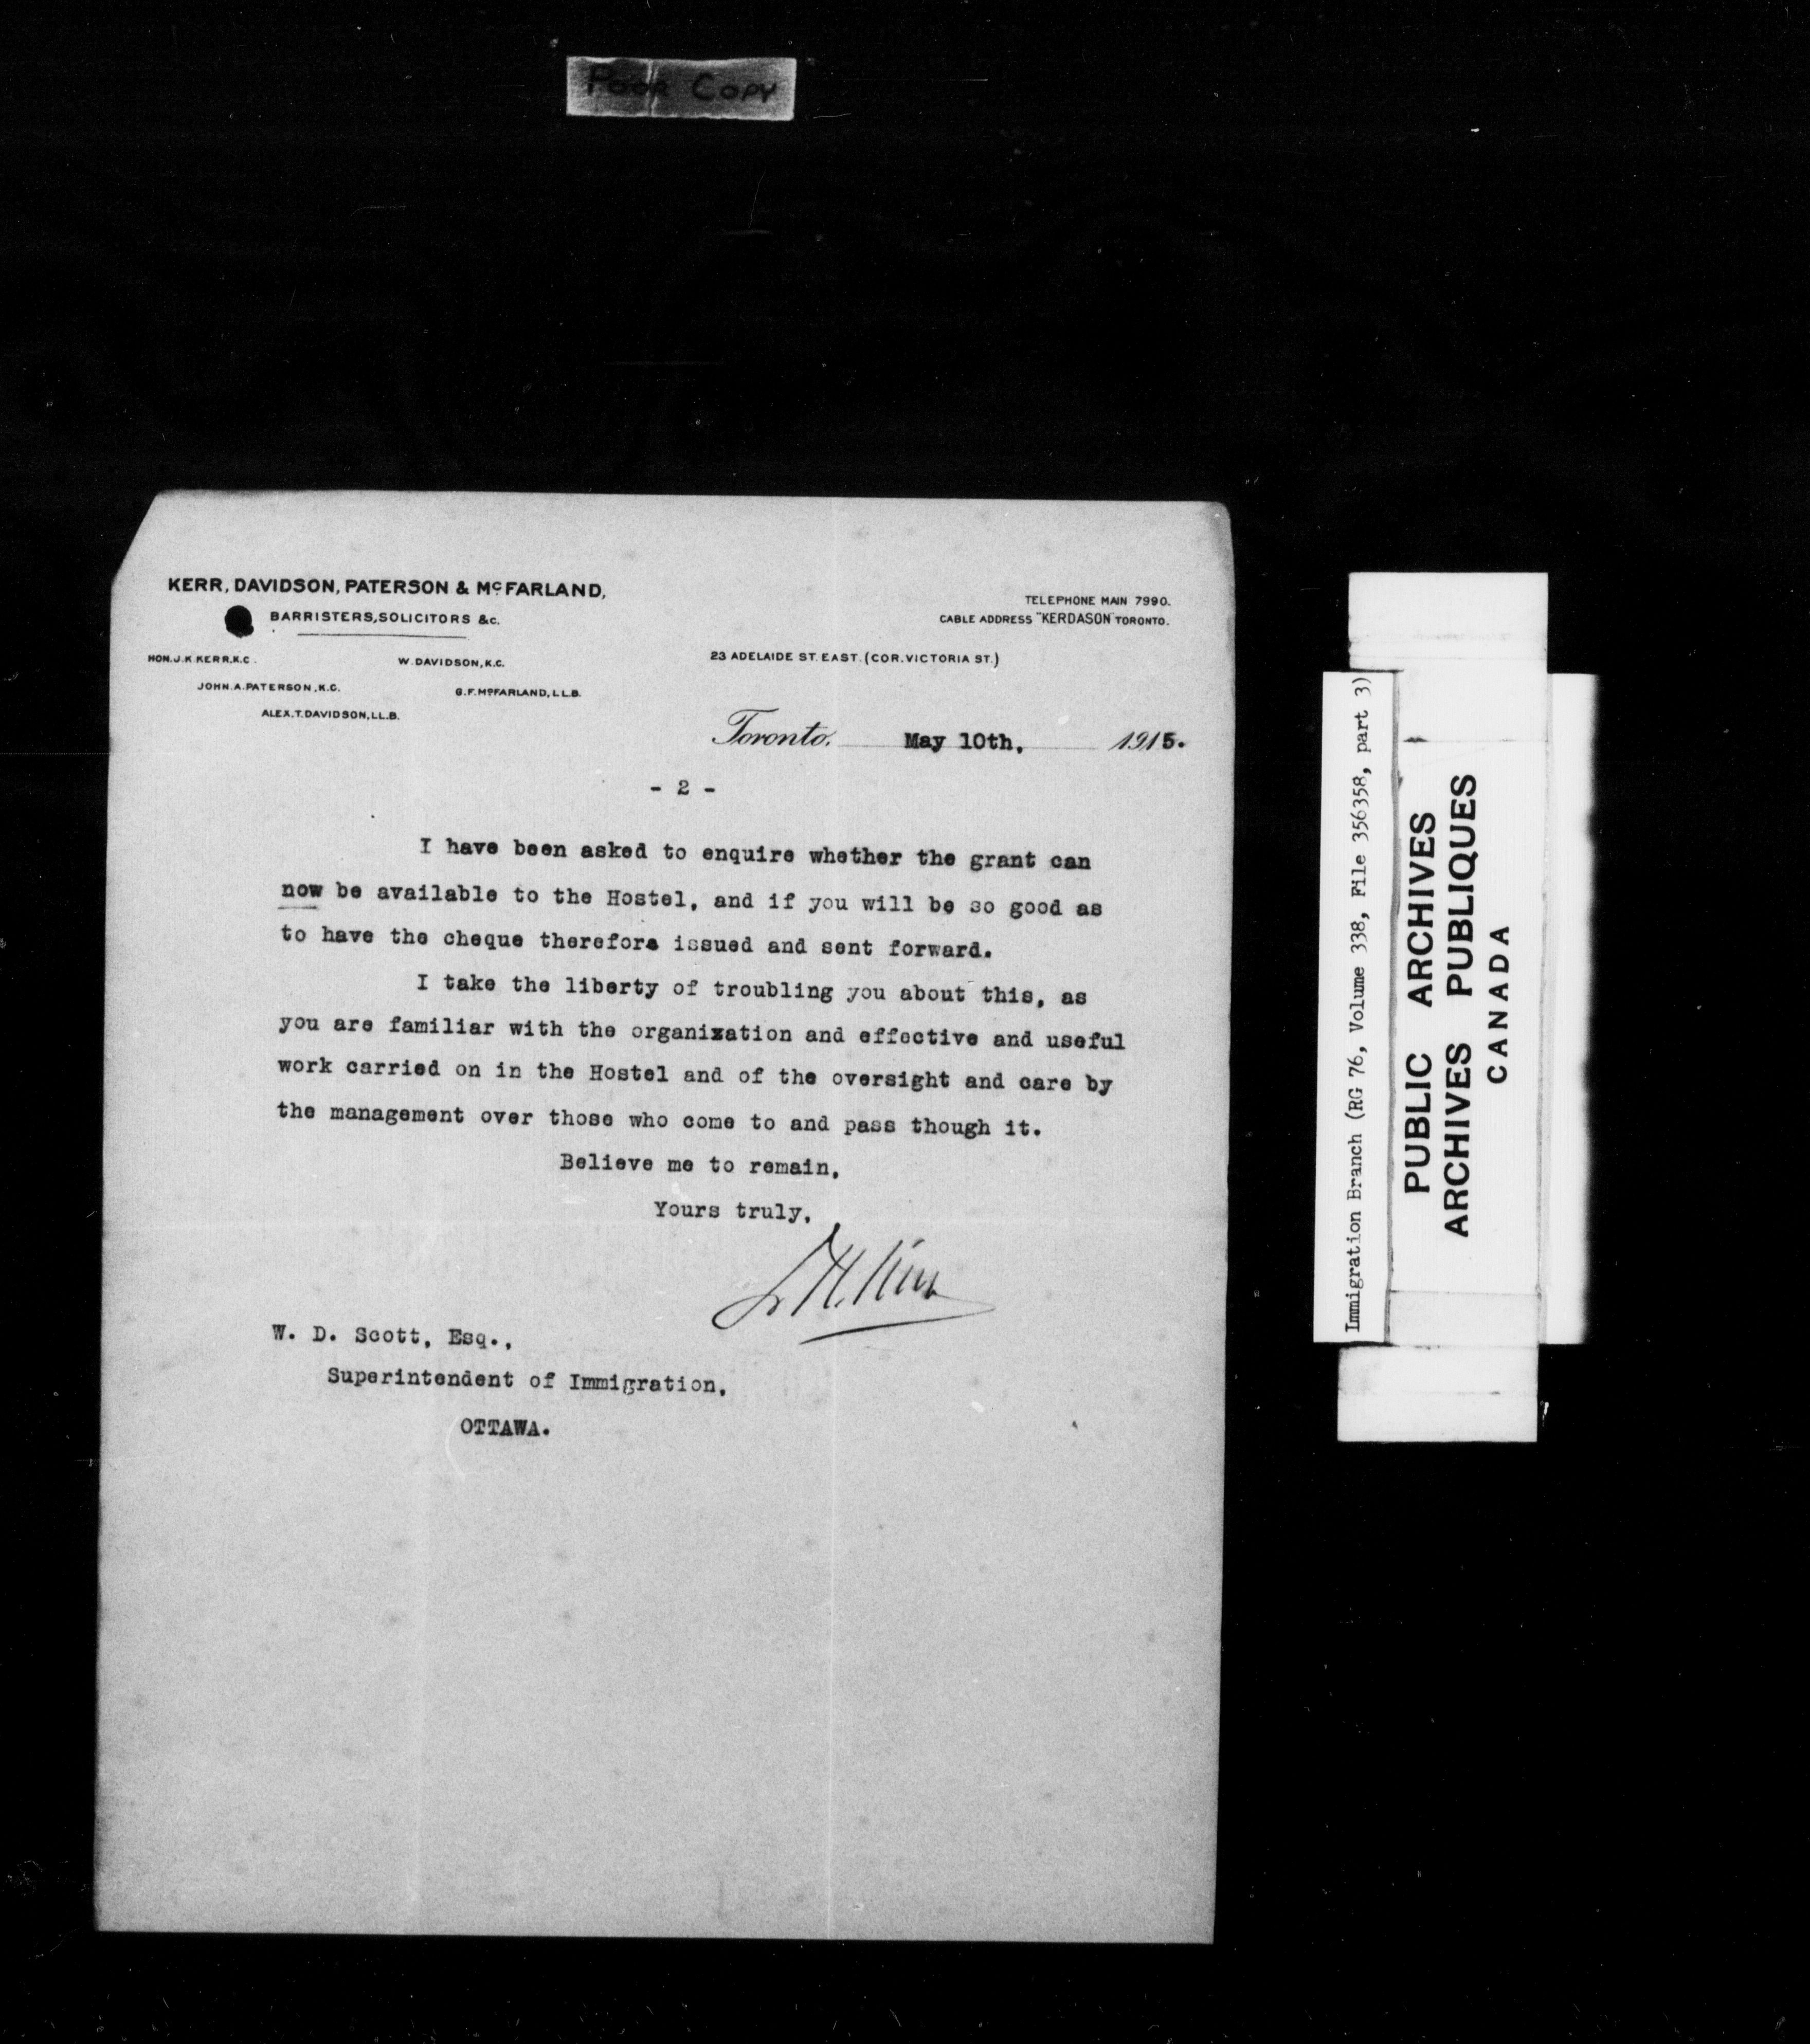 POOR COPY
KERR, DAVIDSON, PATERSON & McFARLAND,
BARRISTERS, SOLICITORS &c.
TELEPHONE MAIN 7990.
CABLE ADDRESS "KERDASON" TORONTO.
HON. J. K. KERR, K.C.
W. DAVIDSON, K.C.
23 ADELAIDE ST. EAST. (COR. VICTORIA ST.)
JOHN. A. PATERSON, K.C.
G. F. McFARLAND, LL.B.
ALEX. T. DAVIDSON, LL.B.
Toronto, May 10th, 1915.
- 2 -
I have been asked to enquire whether the grant can
now be available to the Hostel, and if you will be so good as
to have the cheque therefore issued and sent forward.
I take the liberty of troubling you about this, as
you are familiar with the organization and effective and useful
work carried on in the Hostel and of the oversight and care by
the management over those who come to and pass though it.
Believe me to remain,
Yours truly,
W. D. Scott, Esq.,
Superintendent of Immigration,
OTTAWA.
Immigration Branch (RG 76, Volume 338, File 356358, part 3)
PUBLIC ARCHIVES
ARCHIVES PUBLIQUES
CANADA